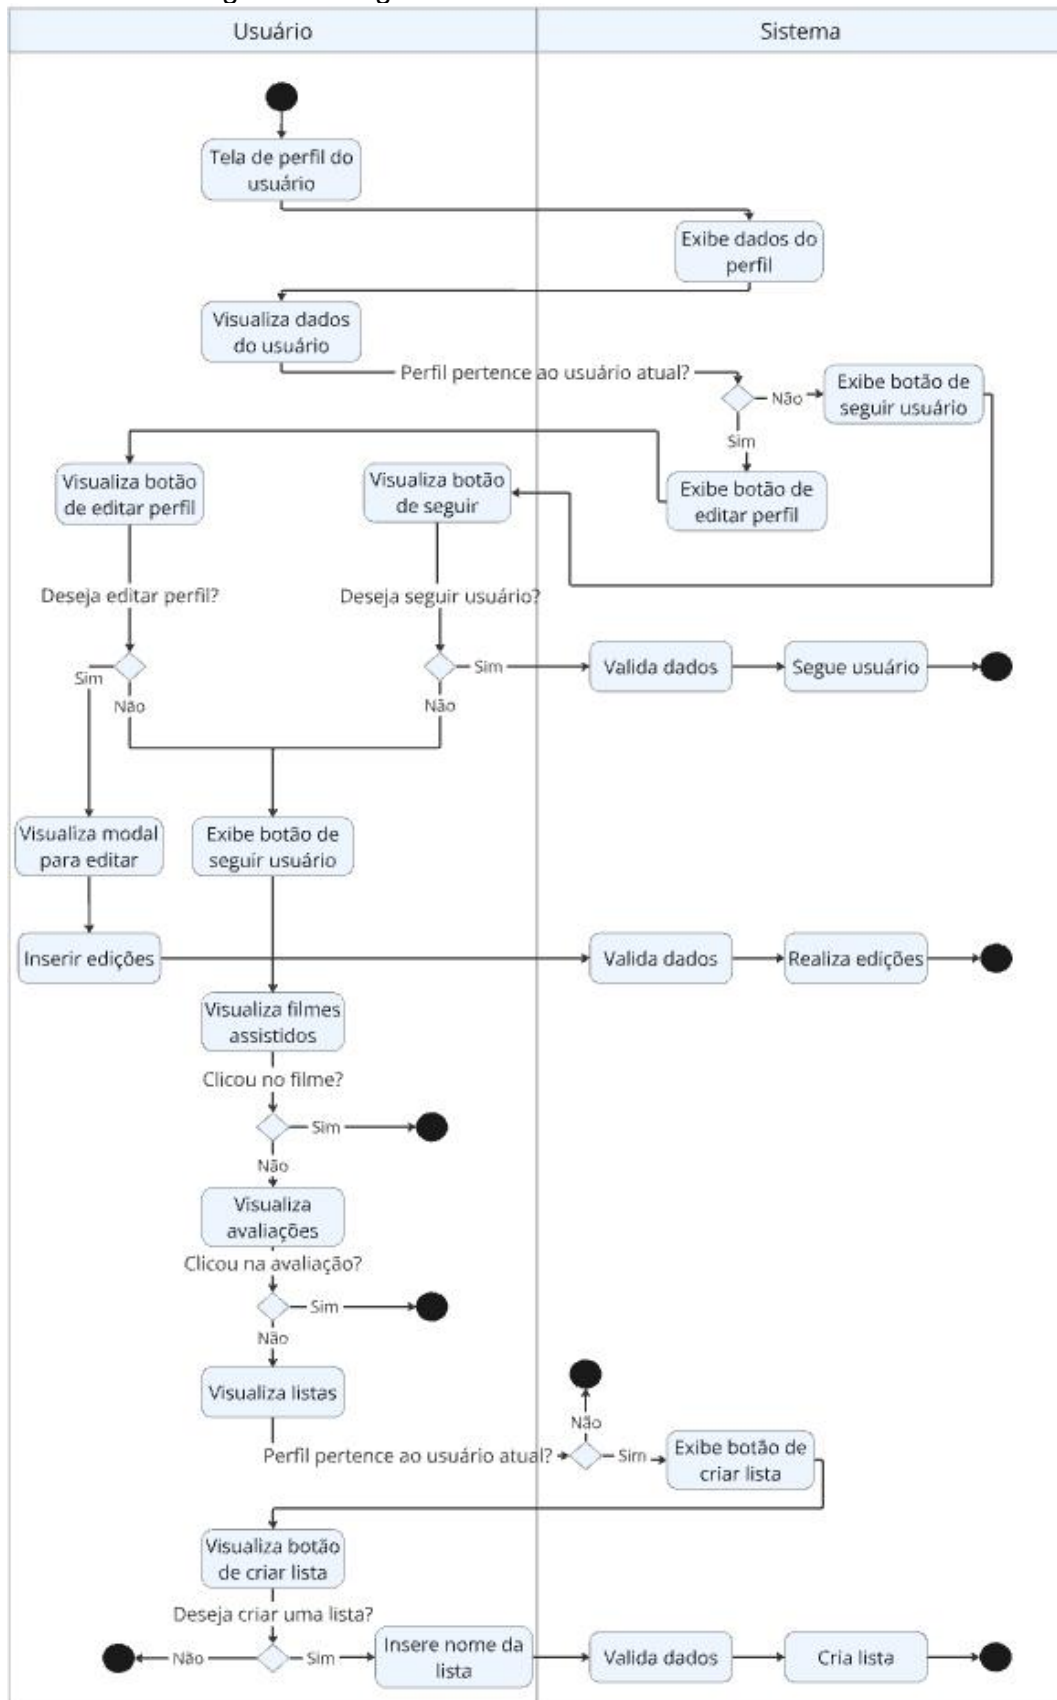 Usuário
Sistema
Tela de perfil do
usuário
Exibe dados do
perfil
Visualiza dados
do usuário
Perfil pertence ao usuário atual?
Não
Exibe botão de
seguir usuário
Sim
Visualiza botão
de editar perfil
Visualiza botão
de seguir
Exibe botão de
editar perfil
Deseja editar perfil?
Deseja seguir usuário?
Sim
Não
Sim
Não
Valida dados
Segue usuário
Visualiza modal
para editar
Exibe botão de
seguir usuário
Inserir edições
Valida dados
Realiza edições
Visualiza filmes
assistidos
Clicou no filme?
Sim
Não
Visualiza
avaliações
Clicou na avaliação?
Sim
Não
Visualiza listas
Perfil pertence ao usuário atual?
Não
Sim
Exibe botão de
criar lista
Visualiza botão
de criar lista
Deseja criar uma lista?
Não
Sim
Insere nome da
lista
Valida dados
Cria lista